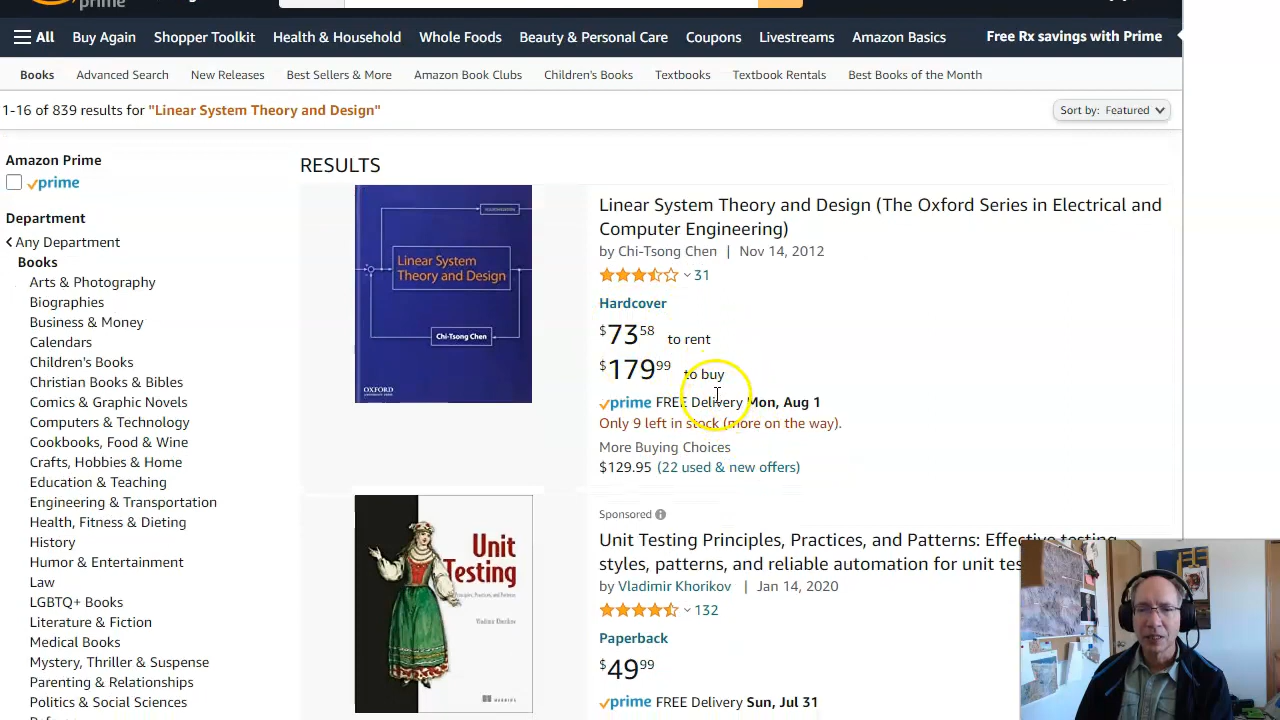 prime
All Buy Again Shopper Toolkit Health & Household Whole Foods Beauty & Personal Care Coupons Livestreams Amazon Basics Free Rx savings with Prime
Books Advanced Search New Releases Best Sellers & More Amazon Book Clubs Children's Books Textbooks Textbook Rentals Best Books of the Month
1-16 of 839 results for "Linear System Theory and Design"
Sort by: Featured
Amazon Prime
prime
Department
Any Department
Books
Arts & Photography
Biographies
Business & Money
Calendars
Children's Books
Christian Books & Bibles
Comics & Graphic Novels
Computers & Technology
Cookbooks, Food & Wine
Crafts, Hobbies & Home
Education & Teaching
Engineering & Transportation
Health, Fitness & Dieting
History
Humor & Entertainment
Law
LGBTQ+ Books
Literature & Fiction
Medical Books
Mystery, Thriller & Suspense
Parenting & Relationships
Politics & Social Sciences
RESULTS
Linear System
Theory and Design
Chi-Tsong Chen
OXFORD
Linear System Theory and Design (The Oxford Series in Electrical and
Computer Engineering)
by Chi-Tsong Chen | Nov 14, 2012
31
Hardcover
$73 58 to rent
$179 99 to buy
prime FREE Delivery Mon, Aug 1
Only 9 left in stock (more on the way).
More Buying Choices
$129.95 (22 used & new offers)
Unit
Testing
Principles, Practices, and Patterns
Vladimir Khorikov
MANNING
Sponsored
Unit Testing Principles, Practices, and Patterns: Effective testing
styles, patterns, and reliable automation for unit tes
by Vladimir Khorikov | Jan 14, 2020
132
Paperback
$49 99
prime FREE Delivery Sun, Jul 31